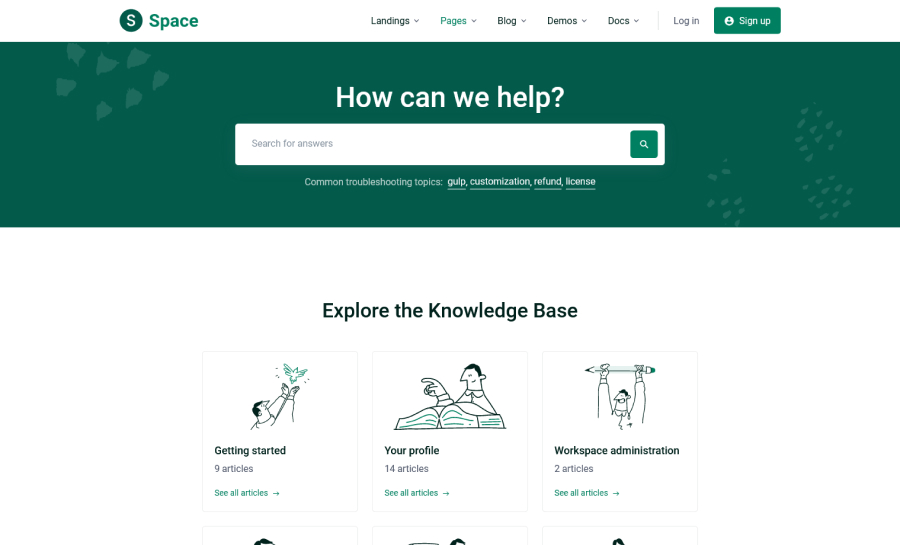 S Space
Landings Pages Blog Demos Docs Log in Sign up
How can we help?
Search for answers
Common troubleshooting topics: gulp, customization, refund, license
Explore the Knowledge Base
Getting started
9 articles
See all articles →
Your profile
14 articles
See all articles →
Workspace administration
2 articles
See all articles →